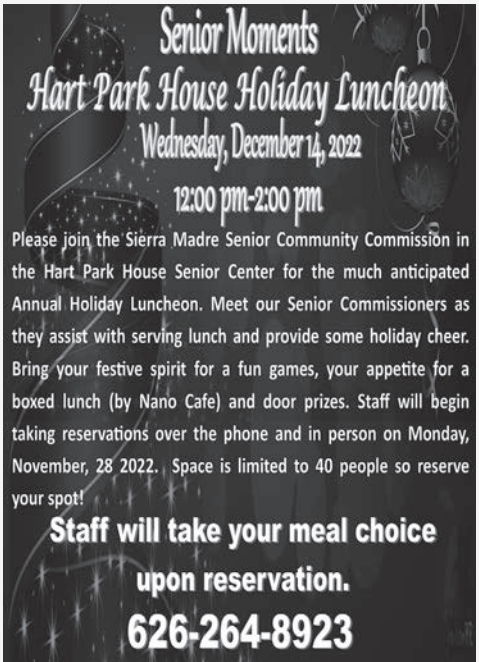 Senior Moments
Hart Park House Holiday Luncheon
Wednesday, December 14, 2022
12:00 pm-2:00 pm
Please join the Sierra Madre Senior Community Commission in
the Hart Park House Senior Center for the much anticipated
Annual Holiday Luncheon. Meet our Senior Commissioners as
they assist with serving lunch and provide some holiday cheer.
Bring your festive spirit for a fun games, your appetite for a
boxed lunch (by Nano Cafe) and door prizes. Staff will begin
taking reservations over the phone and in person on Monday,
November, 28 2022. Space is limited to 40 people so reserve
your spot!
Staff will take your meal choice
upon reservation.
626-264-8923